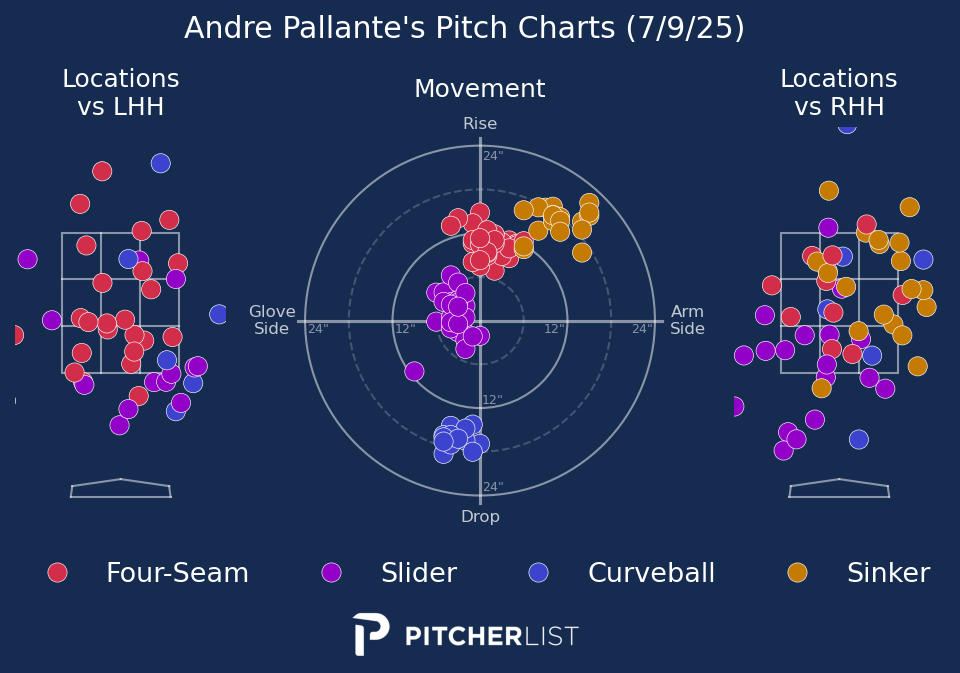 Andre Pallante's Pitch Charts (7/9/25)
Locations
vs LHH
Movement
Locations
vs RHH
Rise
24"
Glove
Side
24"
12"
12"
24"
Arm
Side
12"
24"
Drop
Four-Seam
Slider
Curveball
Sinker
PITCHERLIST